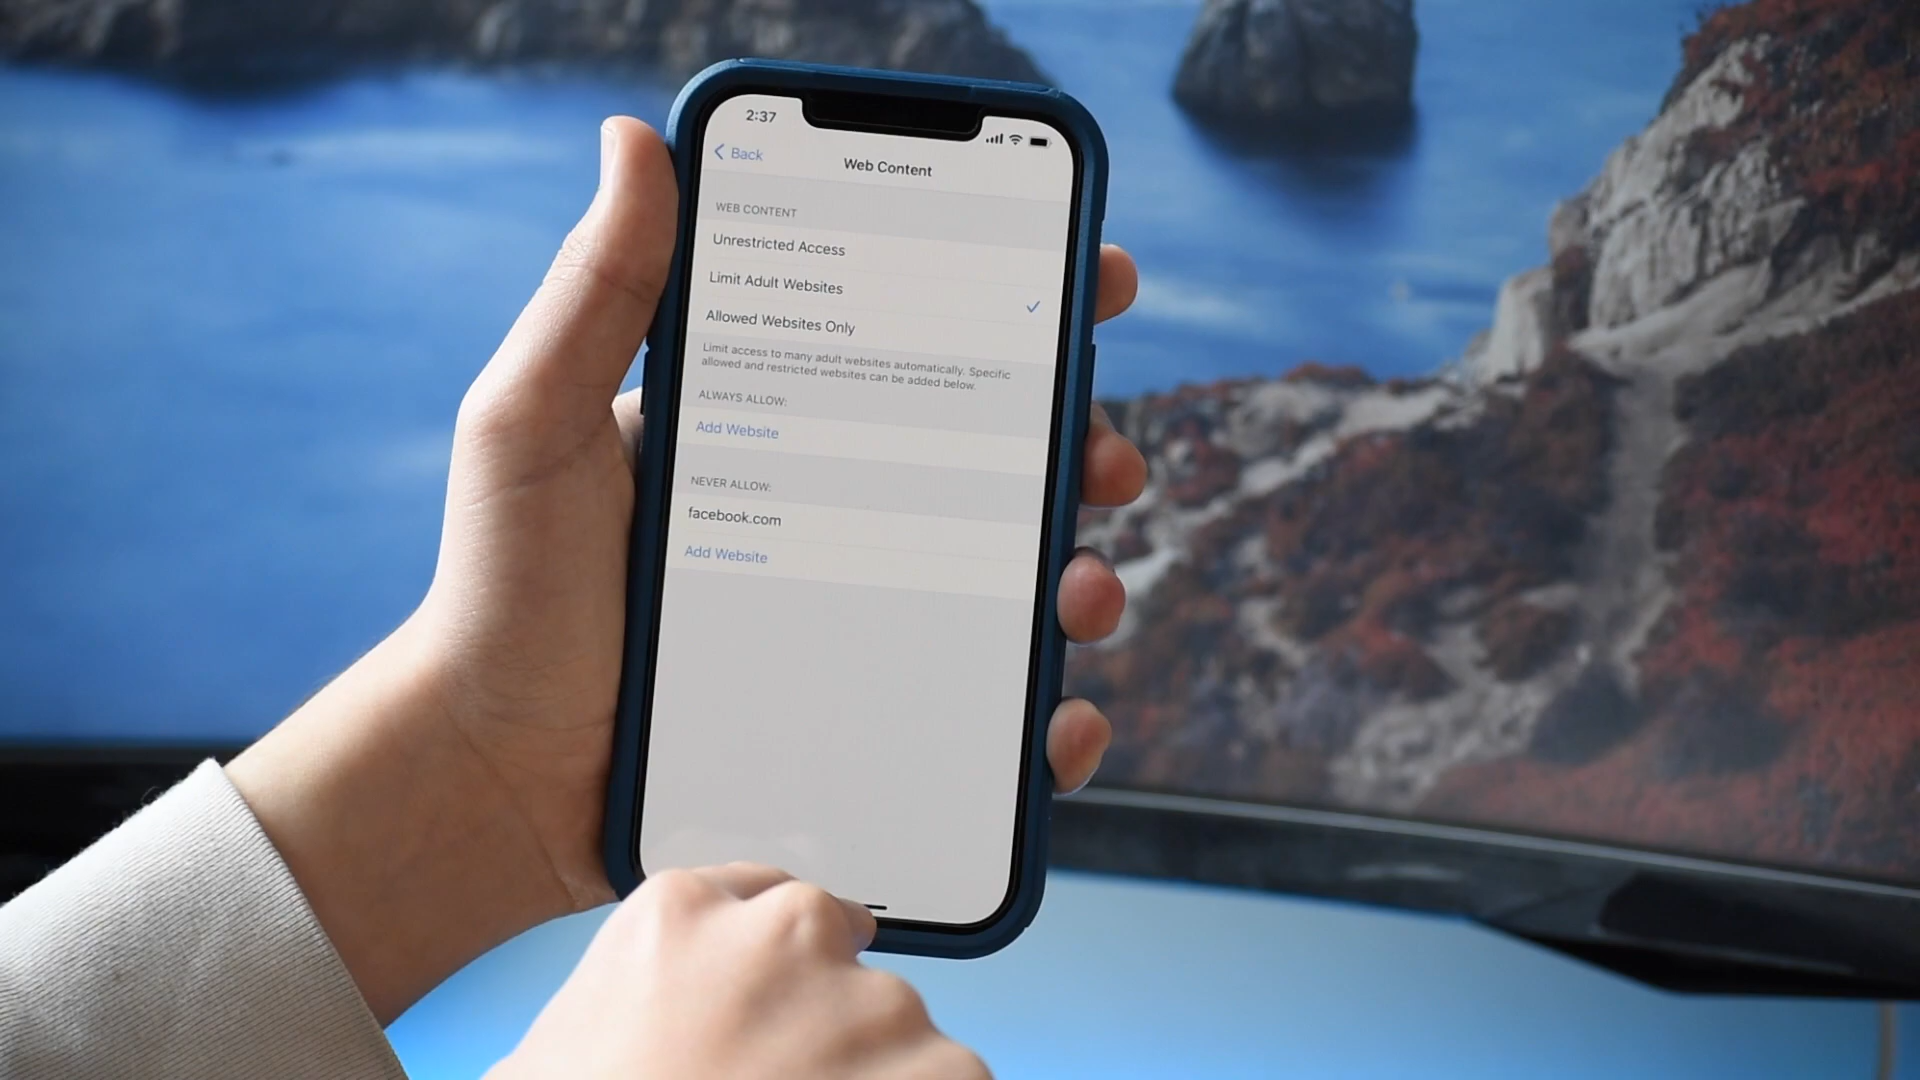 2:37
Back
Web Content
WEB CONTENT
Unrestricted Access
Limit Adult Websites
Allowed Websites Only
Limit access to many adult websites automatically. Specific
allowed and restricted websites can be added below.
ALWAYS ALLOW:
Add Website
NEVER ALLOW:
facebook.com
Add Website